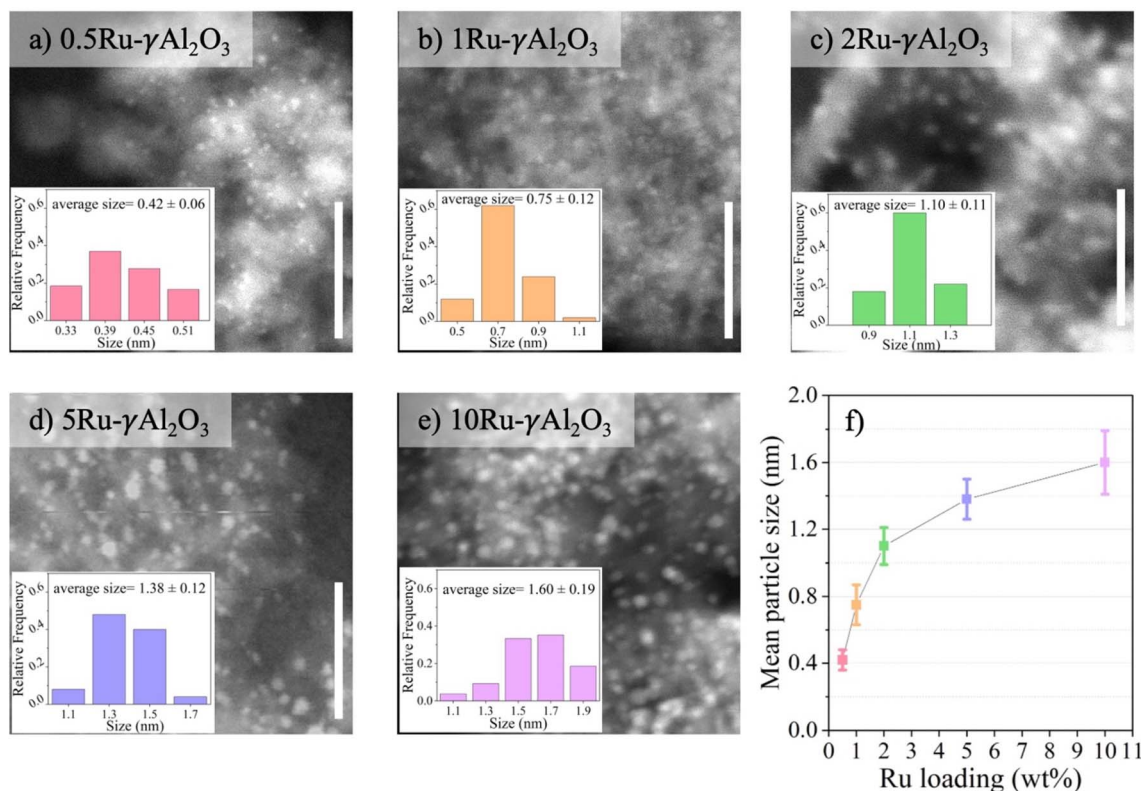 a) 0.5Ru-γAl₂O₃
average size= 0.42 ± 0.06
Relative Frequency
0.6
0.4
0.2
0.0
0.33 0.39 0.45 0.51
Size (nm)
b) 1Ru-γAl₂O₃
average size= 0.75 ± 0.12
Relative Frequency
0.6
0.4
0.2
0.0
0.5 0.7 0.9 1.1
Size (nm)
c) 2Ru-γAl₂O₃
average size= 1.10 ± 0.11
Relative Frequency
0.6
0.4
0.2
0.0
0.9 1.1 1.3
Size (nm)
d) 5Ru-γAl₂O₃
average size= 1.38 ± 0.12
Relative Frequency
0.6
0.4
0.2
0.0
1.1 1.3 1.5 1.7
Size (nm)
e) 10Ru-γAl₂O₃
average size= 1.60 ± 0.19
Relative Frequency
0.6
0.4
0.2
0.0
1.1 1.3 1.5 1.7 1.9
Size (nm)
f)
Mean particle size (nm)
2.0
1.6
1.2
0.8
0.4
0.0
0 1 2 3 4 5 6 7 8 9 10 11
Ru loading (wt%)